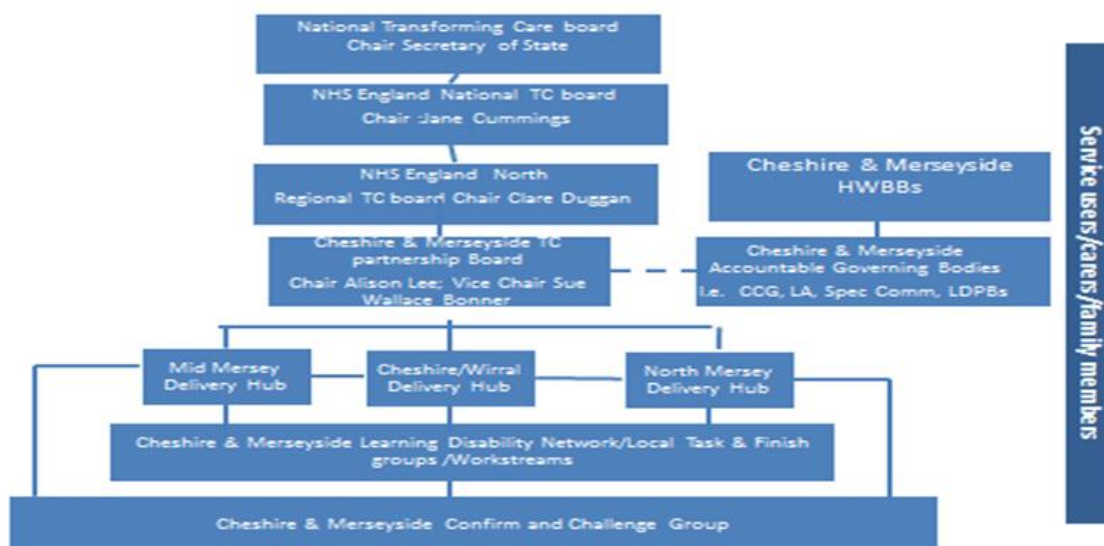 National Transforming Care board
Chair Secretary of State
NHS England National TC board
Chair :Jane Cummings
NHS England North
Regional TC board Chair Clare Duggan
Cheshire & Merseyside TC
partnership Board
Chair Alison Lee; Vice Chair Sue
Wallace Bonner
Cheshire & Merseyside
HWBBs
Cheshire & Merseyside
Accountable Governing Bodies
I.e. CCG, LA, Spec Comm, LDPBs
Mid Mersey
Delivery Hub
Cheshire/Wirral
Delivery Hub
North Mersey
Delivery Hub
Cheshire & Merseyside Learning Disability Network/Local Task & Finish
groups /Workstreams
Cheshire & Merseyside Confirm and Challenge Group
Service users/carers/family members